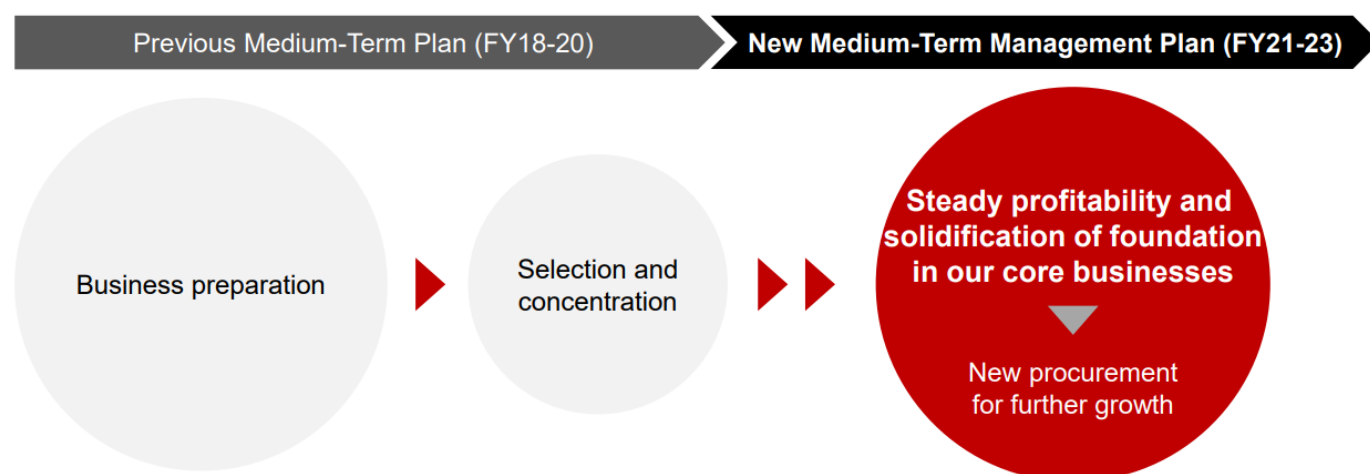 Previous Medium-Term Plan (FY18-20)
New Medium-Term Management Plan (FY21-23)
Business preparation
Selection and
concentration
Steady profitability and
solidification of foundation
in our core businesses
New procurement
for further growth